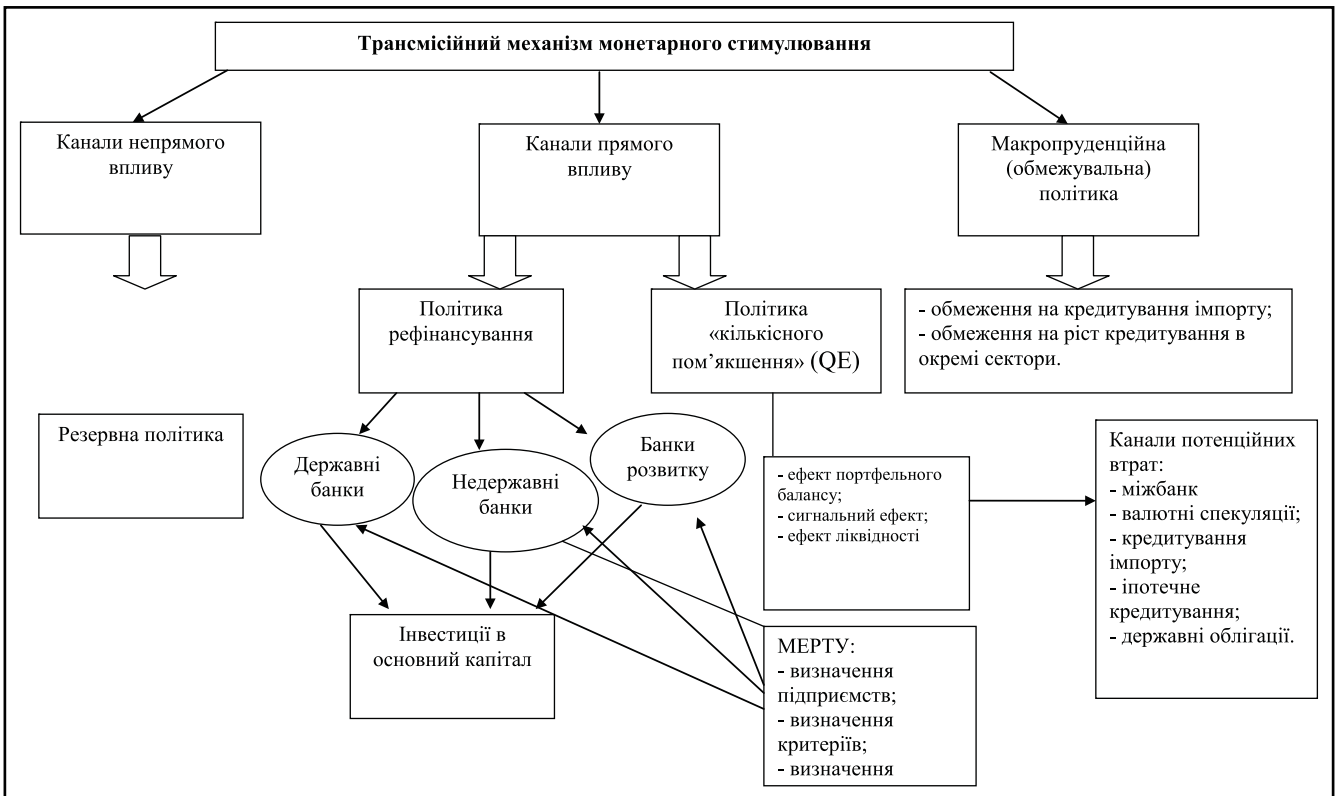 Трансмісійний механізм монетарного стимулювання
Канали непрямого
впливу
Канали прямого
впливу
Макропруденційна
(обмежувальна)
політика
Політика
рефінансування
Політика
«кількісного
пом’якшення» (QE)
- обмеження на кредитування імпорту;
- обмеження на ріст кредитування в
окремі сектори.
Резервна політика
Державні
банки
Недержавні
банки
Банки
розвитку
- ефект портфельного
балансу;
- сигнальний ефект;
- ефект ліквідності
Канали потенційних
втрат:
- міжбанк
- валютні спекуляції;
- кредитування
імпорту;
- іпотечне
кредитування;
- державні облігації.
Інвестиції в
основний капітал
МЕРТУ:
- визначення
підприємств;
- визначення
критеріїв;
- визначення